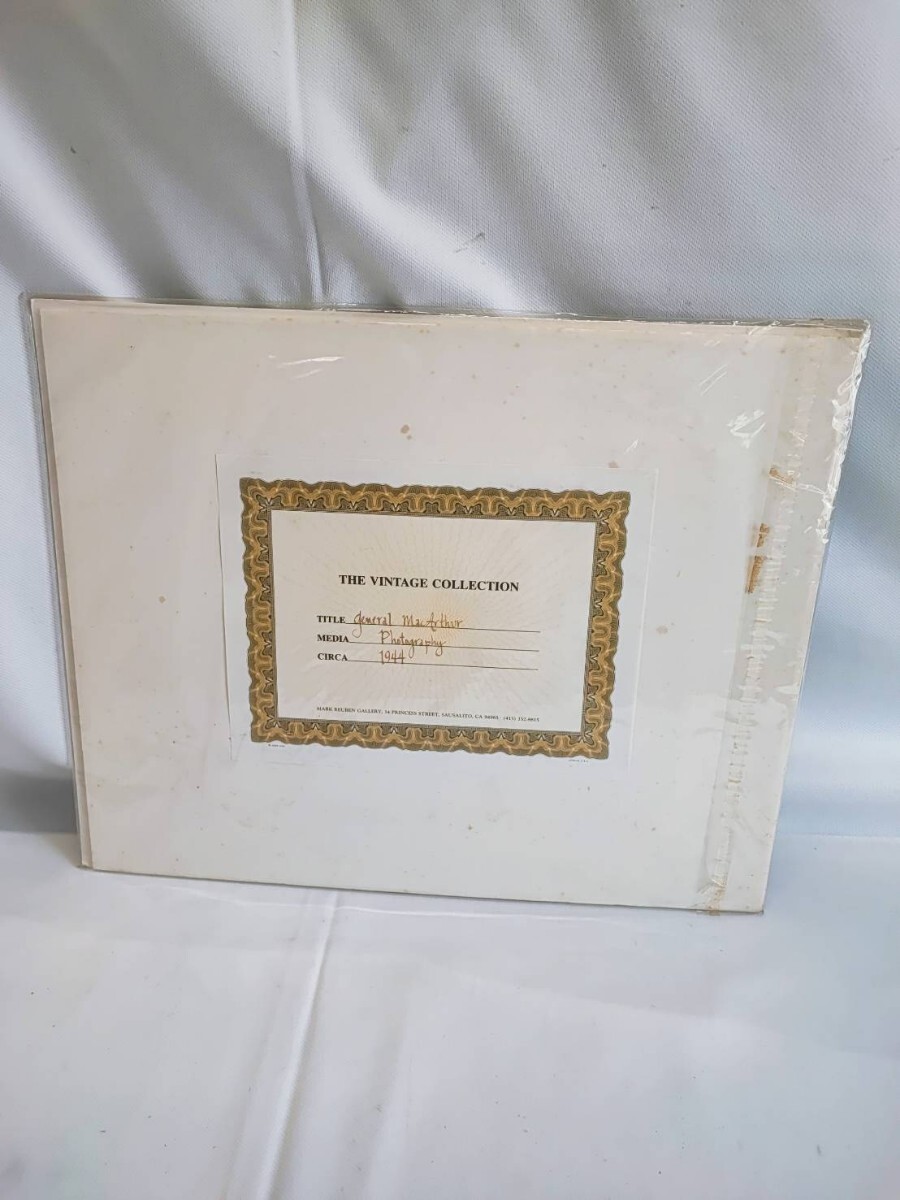 THE VINTAGE COLLECTION
TITLE General MacArthur
MEDIA Photography
CIRCA 1944
MARK REUBEN GALLERY, 34 PRINCESS STREET, SAUSALITO, CA 94965